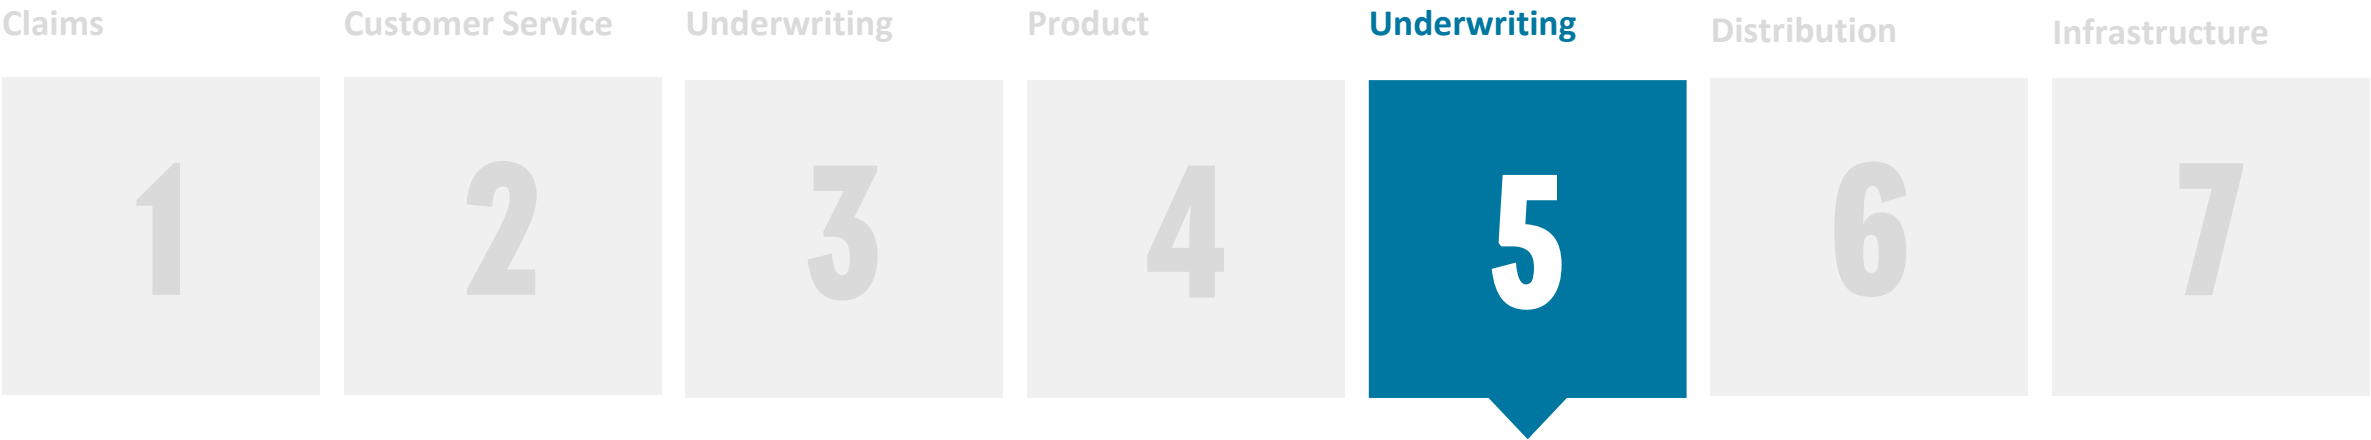 Claims Customer Service Underwriting Product Underwriting Distribution Infrastructure
1 2 3 4 5 6 7